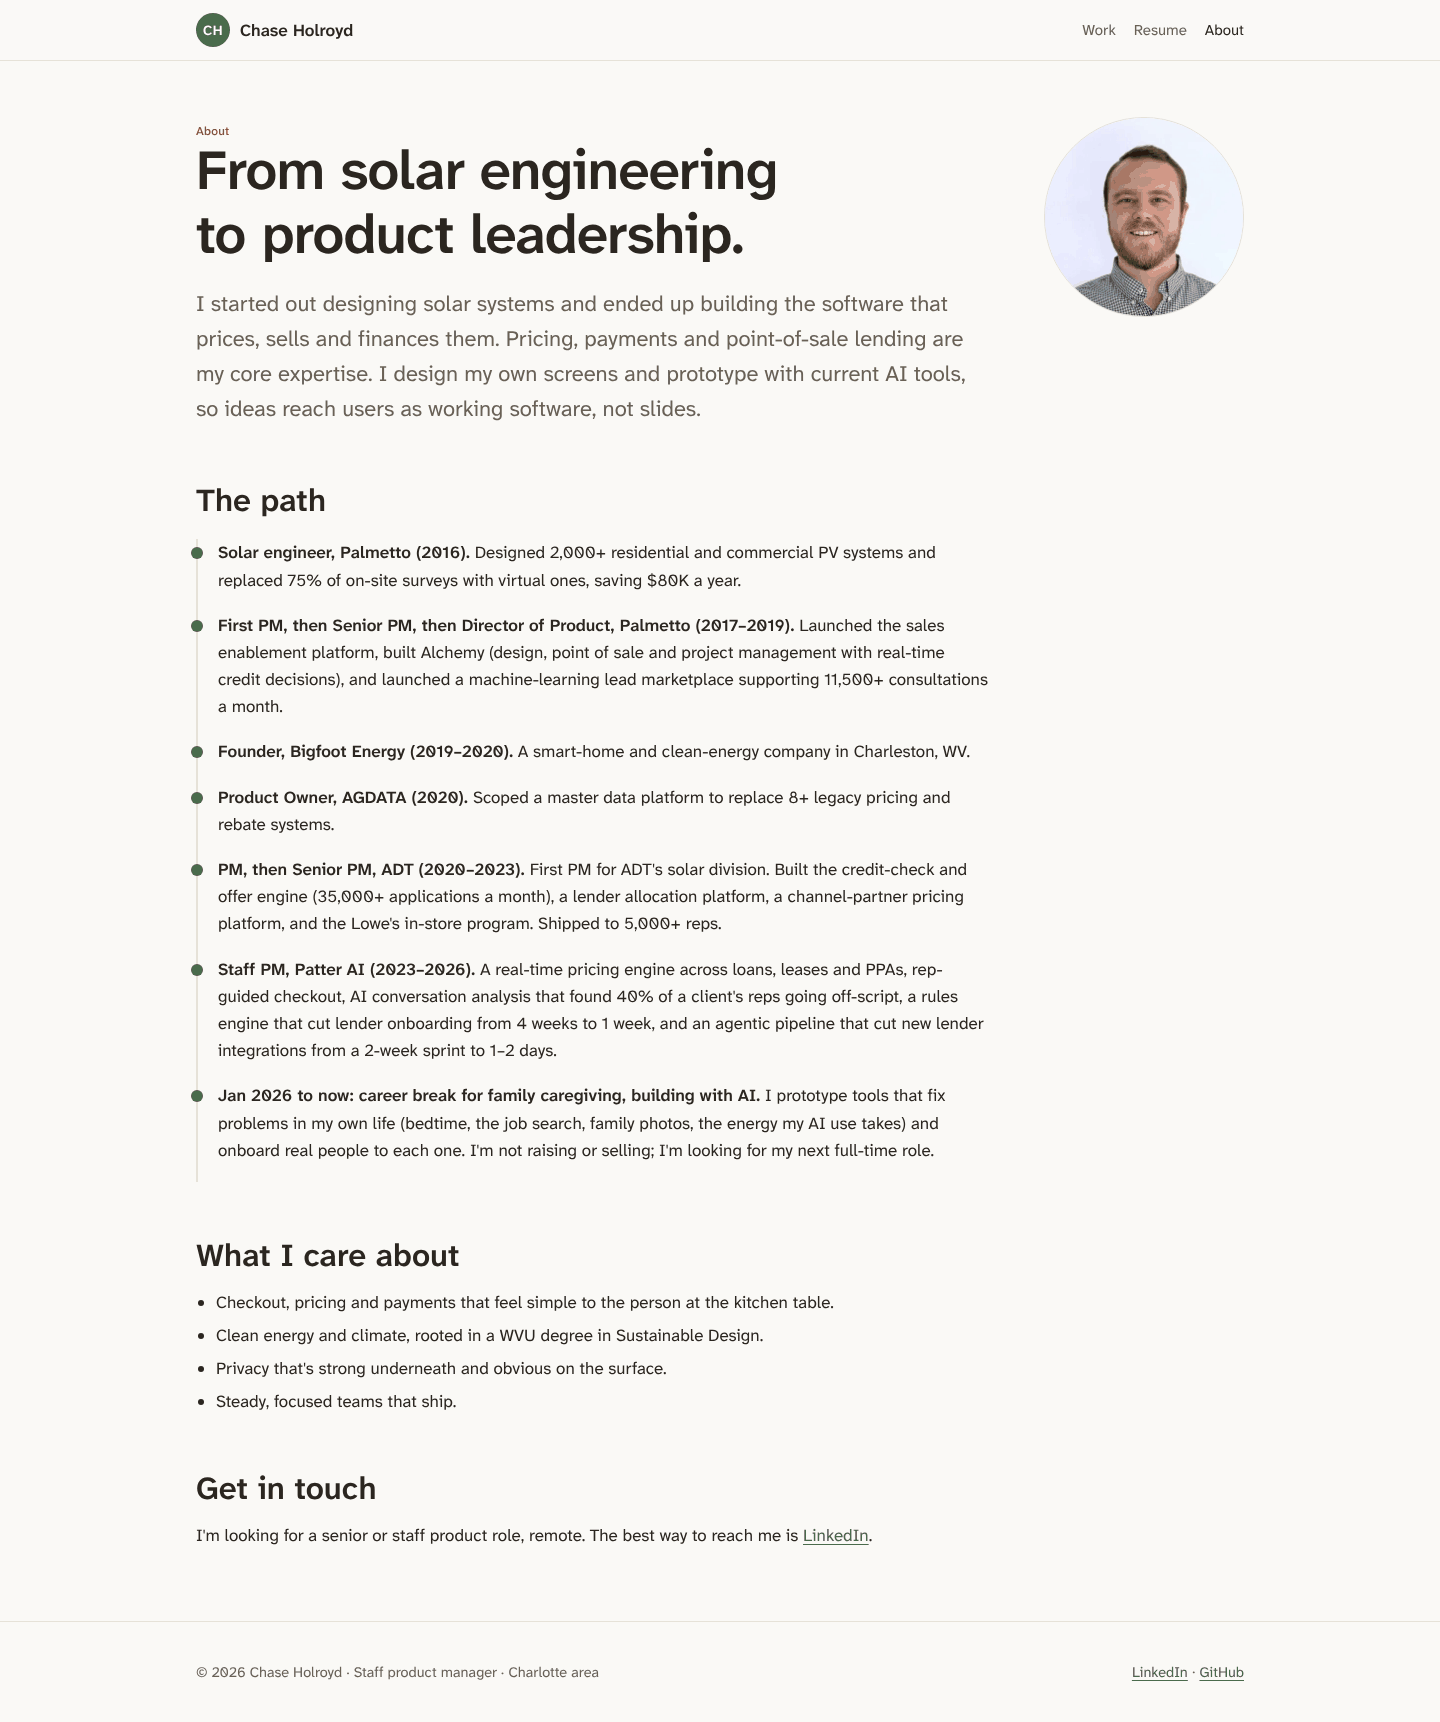 CH Chase Holroyd
Work Resume About
About
From solar engineering
to product leadership.
I started out designing solar systems and ended up building the software that
prices, sells and finances them. Pricing, payments and point-of-sale lending are
my core expertise. I design my own screens and prototype with current AI tools,
so ideas reach users as working software, not slides.
The path
Solar engineer, Palmetto (2016). Designed 2,000+ residential and commercial PV systems and
replaced 75% of on-site surveys with virtual ones, saving $80K a year.
First PM, then Senior PM, then Director of Product, Palmetto (2017–2019). Launched the sales
enablement platform, built Alchemy (design, point of sale and project management with real-time
credit decisions), and launched a machine-learning lead marketplace supporting 11,500+ consultations
a month.
Founder, Bigfoot Energy (2019–2020). A smart-home and clean-energy company in Charleston, WV.
Product Owner, AGDATA (2020). Scoped a master data platform to replace 8+ legacy pricing and
rebate systems.
PM, then Senior PM, ADT (2020–2023). First PM for ADT's solar division. Built the credit-check and
offer engine (35,000+ applications a month), a lender allocation platform, a channel-partner pricing
platform, and the Lowe's in-store program. Shipped to 5,000+ reps.
Staff PM, Patter AI (2023–2026). A real-time pricing engine across loans, leases and PPAs, rep-
guided checkout, AI conversation analysis that found 40% of a client's reps going off-script, a rules
engine that cut lender onboarding from 4 weeks to 1 week, and an agentic pipeline that cut new lender
integrations from a 2-week sprint to 1–2 days.
Jan 2026 to now: career break for family caregiving, building with AI. I prototype tools that fix
problems in my own life (bedtime, the job search, family photos, the energy my AI use takes) and
onboard real people to each one. I'm not raising or selling; I'm looking for my next full-time role.
What I care about
• Checkout, pricing and payments that feel simple to the person at the kitchen table.
• Clean energy and climate, rooted in a WVU degree in Sustainable Design.
• Privacy that's strong underneath and obvious on the surface.
• Steady, focused teams that ship.
Get in touch
I'm looking for a senior or staff product role, remote. The best way to reach me is LinkedIn.
© 2026 Chase Holroyd · Staff product manager · Charlotte area
LinkedIn · GitHub